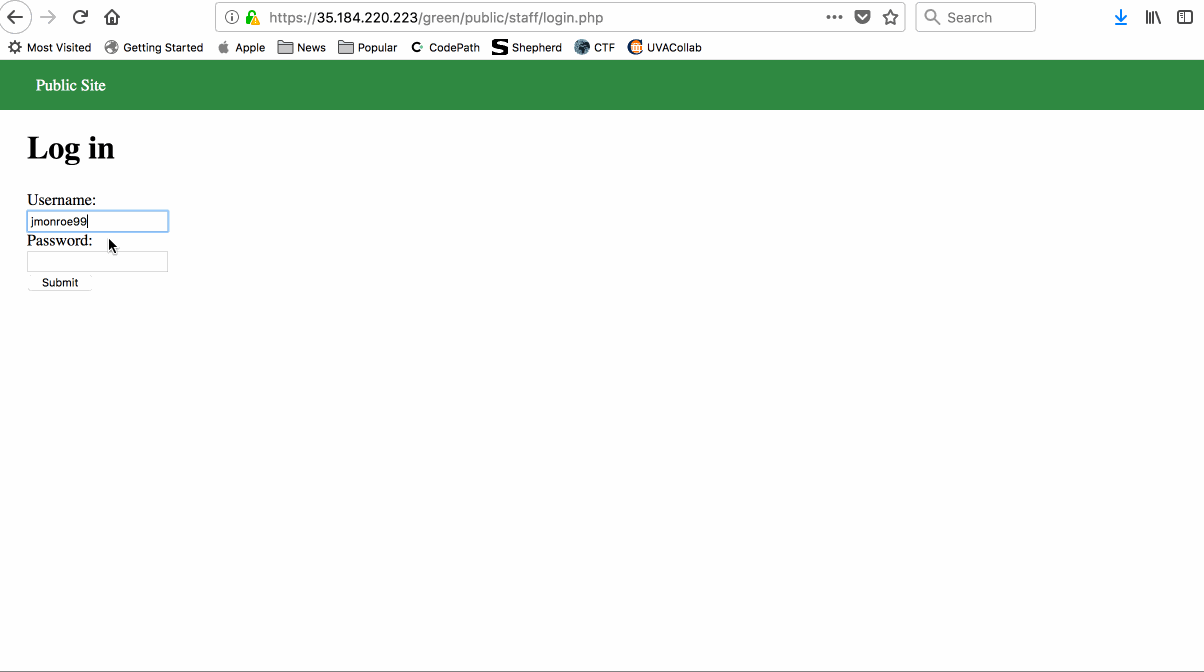 https://35.184.220.223/green/public/staff/login.php
Search
Most Visited Getting Started Apple News Popular CodePath Shepherd CTF UVACollab
Public Site
Log in
Username:
jmonroe99
Password:
Submit